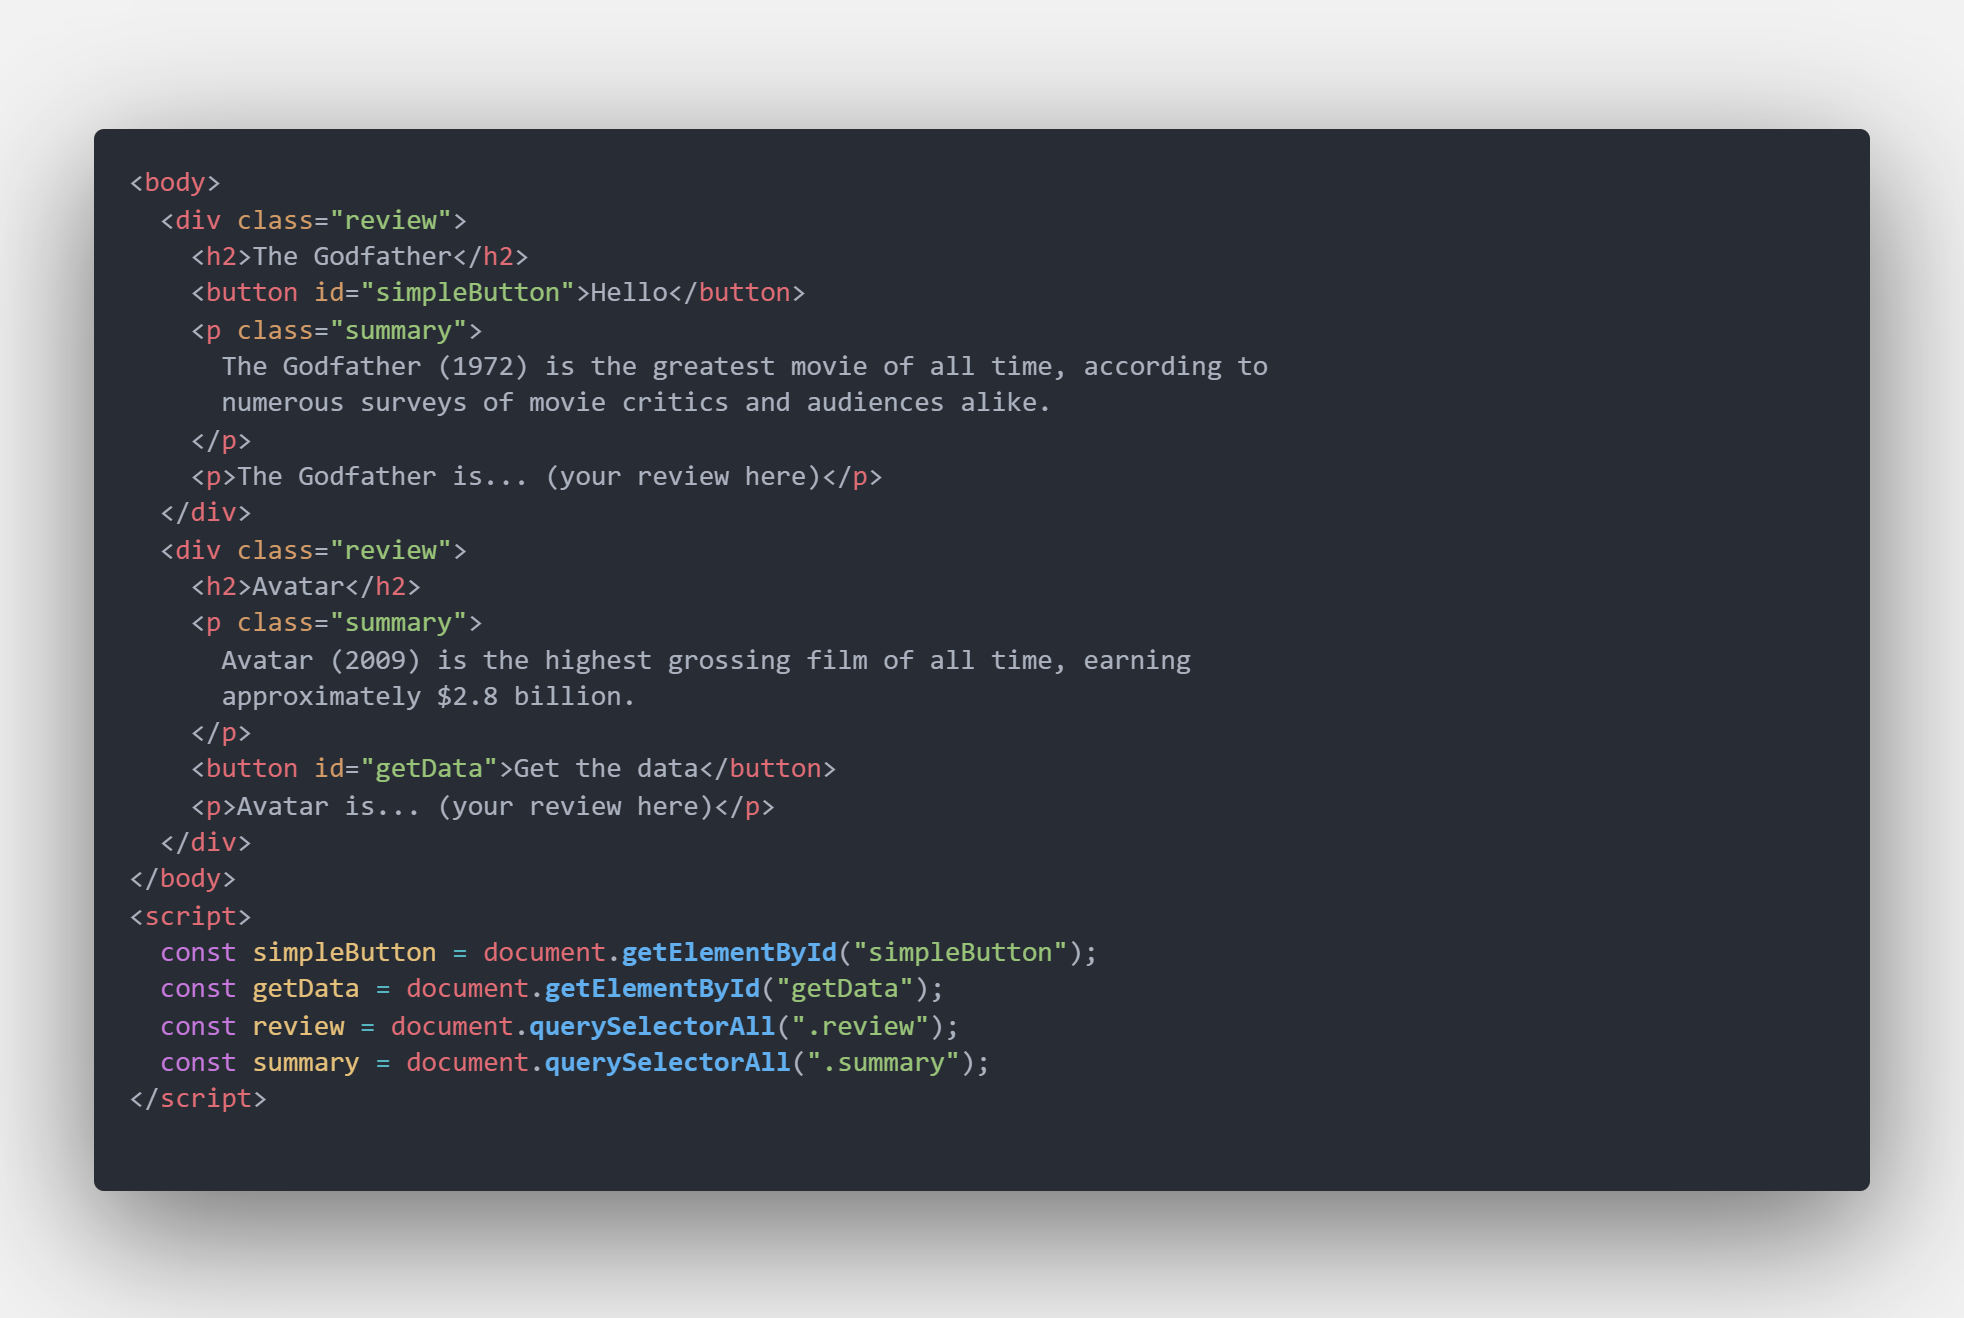 <body>
  <div class="review">
    <h2>The Godfather</h2>
    <button id="simpleButton">Hello</button>
    <p class="summary">
      The Godfather (1972) is the greatest movie of all time, according to
      numerous surveys of movie critics and audiences alike.
    </p>
    <p>The Godfather is... (your review here)</p>
  </div>
  <div class="review">
    <h2>Avatar</h2>
    <p class="summary">
      Avatar (2009) is the highest grossing film of all time, earning
      approximately $2.8 billion.
    </p>
    <button id="getData">Get the data</button>
    <p>Avatar is... (your review here)</p>
  </div>
</body>
<script>
  const simpleButton = document.getElementById("simpleButton");
  const getData = document.getElementById("getData");
  const review = document.querySelectorAll(".review");
  const summary = document.querySelectorAll(".summary");
</script>